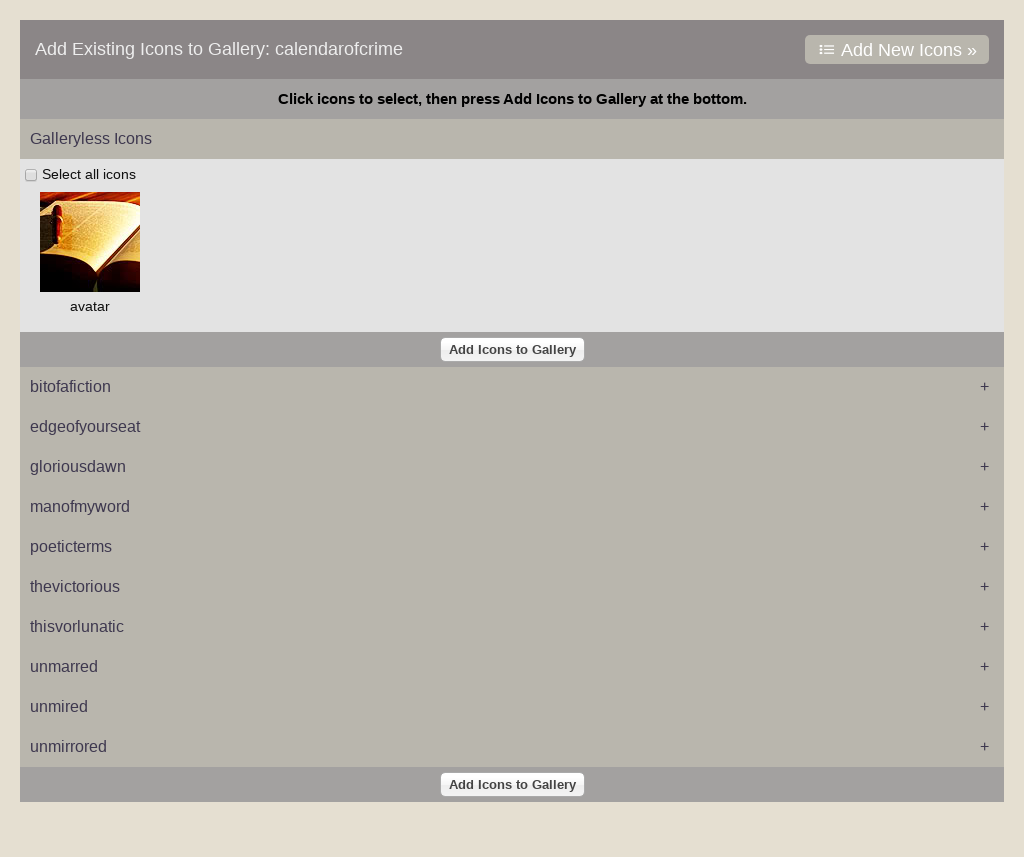 Add Existing Icons to Gallery: calendarofcrime
Add New Icons »
Click icons to select, then press Add Icons to Gallery at the bottom.
Galleryless Icons
Select all icons
avatar
Add Icons to Gallery
bitofafiction +
edgeofyourseat +
gloriousdawn +
manofmyword +
poeticterms +
thevictorious +
thisvorlunatic +
unmarred +
unmired +
unmirrored +
Add Icons to Gallery